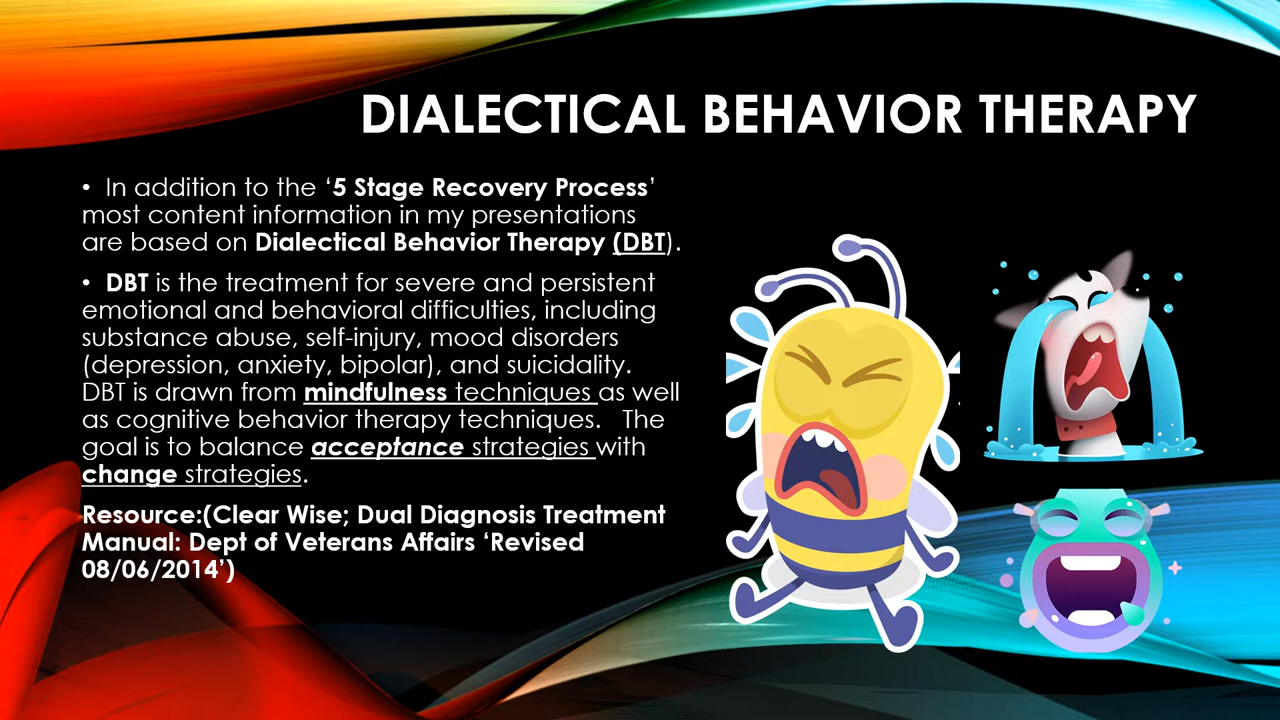 DIALECTICAL BEHAVIOR THERAPY
• In addition to the ‘5 Stage Recovery Process’
most content information in my presentations
are based on Dialectical Behavior Therapy (DBT).
• DBT is the treatment for severe and persistent
emotional and behavioral difficulties, including
substance abuse, self-injury, mood disorders
(depression, anxiety, bipolar), and suicidality.
DBT is drawn from mindfulness techniques as well
as cognitive behavior therapy techniques.   The
goal is to balance acceptance strategies with
change strategies.
Resource:(Clear Wise; Dual Diagnosis Treatment
Manual: Dept of Veterans Affairs ‘Revised
08/06/2014’)